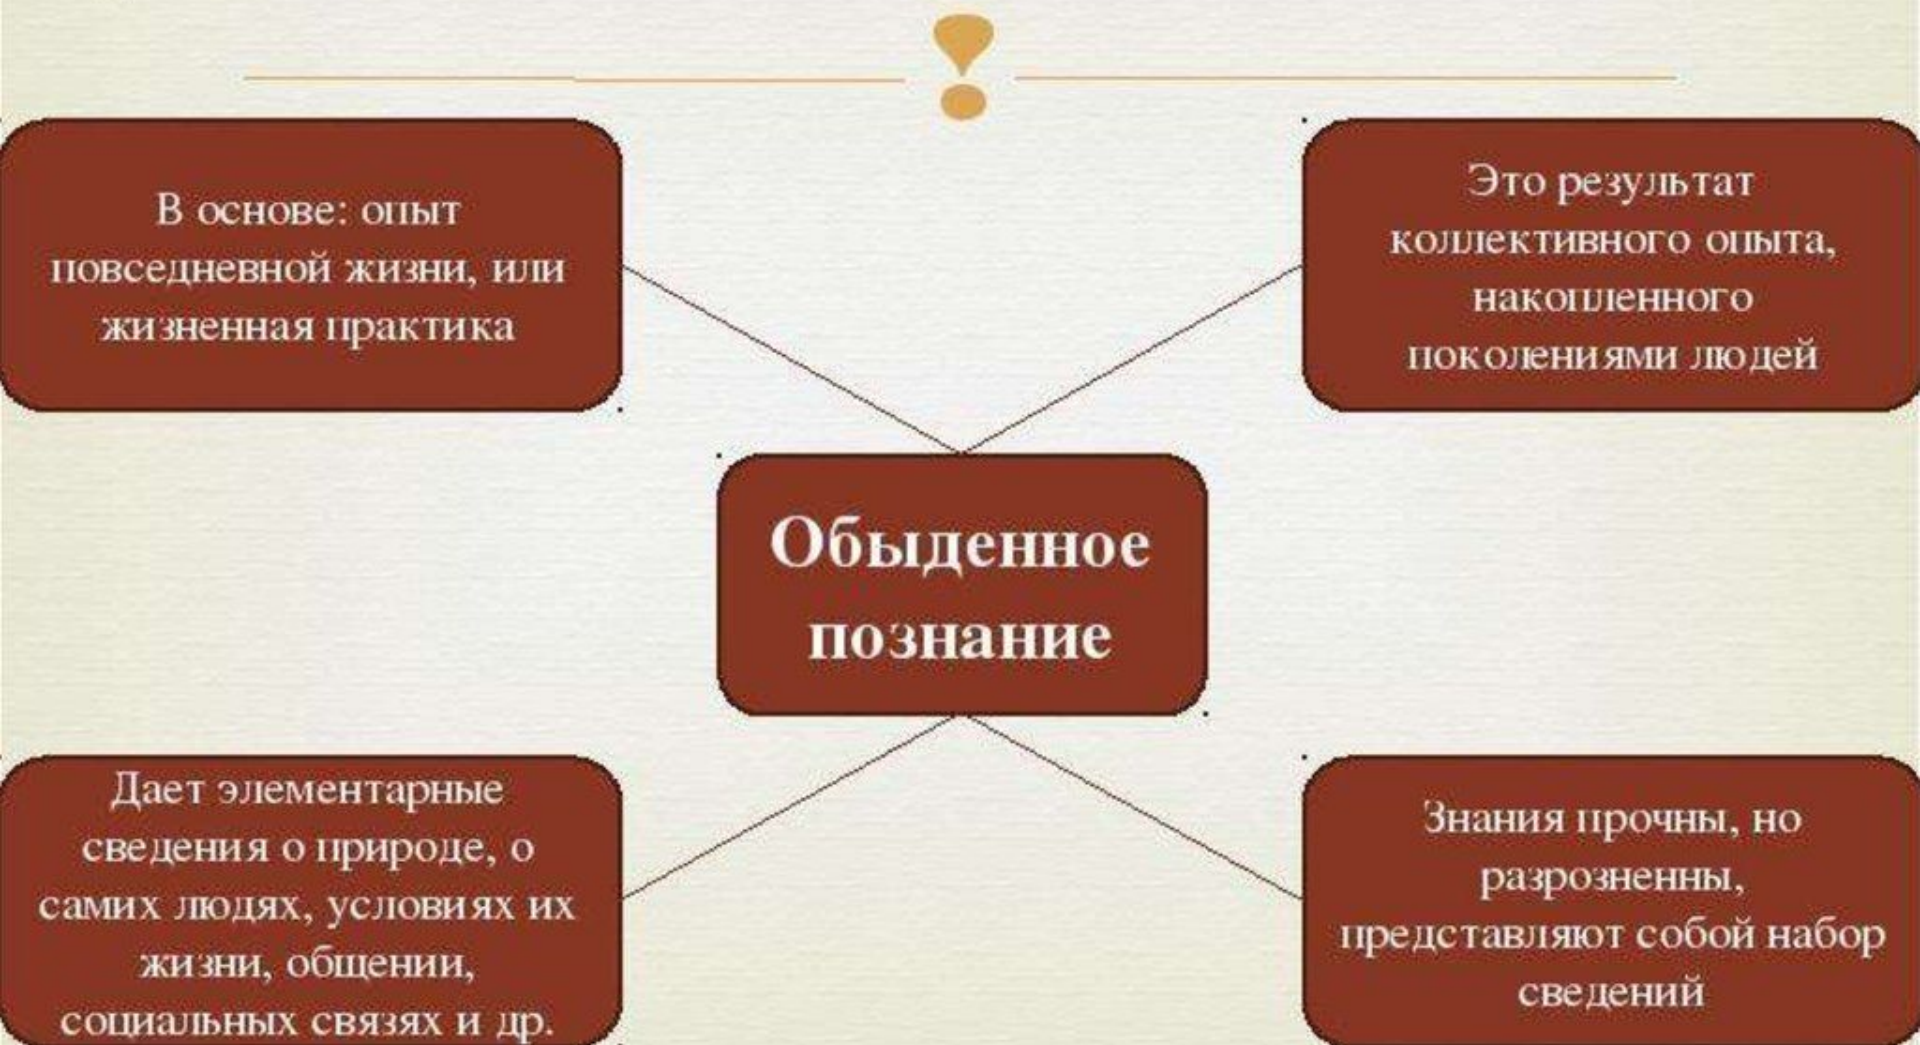 В основе: опыт
повседневной жизни, или
жизненная практика
Это результат
коллективного опыта,
накопленного
поколениями людей
Обыденное
познание
Дает элементарные
сведения о природе, о
самих людях, условиях их
жизни, общении,
социальных связях и др.
Знания прочны, но
разрозненны,
представляют собой набор
сведений